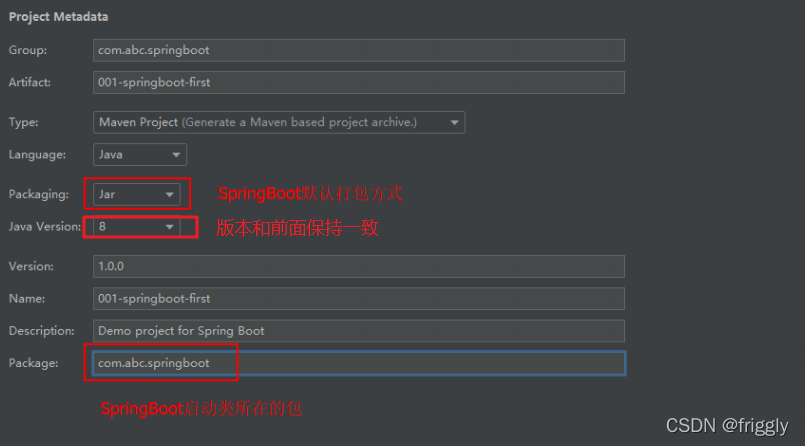 Project Metadata
Group: com.abc.springboot
Artifact: 001-springboot-first
Type: Maven Project (Generate a Maven based project archive.)
Language: Java
Packaging: Jar SpringBoot默认打包方式
Java Version: 8 版本和前面保持一致
Version: 1.0.0
Name: 001-springboot-first
Description: Demo project for Spring Boot
Package: com.abc.springboot
SpringBoot启动类所在的包
CSDN @friggly